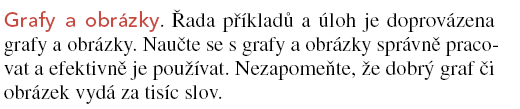 Grafy a obrázky. Řada příkladů a úloh je doprovázena
grafy a obrázky. Naučte se s grafy a obrázky správně praco-
vat a efektivně je používat. Nezapomeňte, že dobrý graf či
obrázek vydá za tisíc slov.